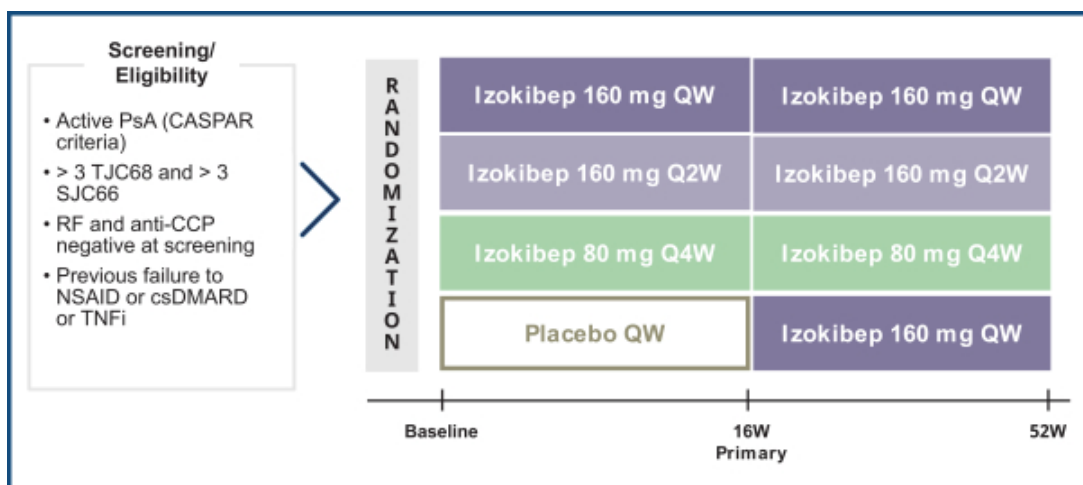 Screening/
Eligibility
• Active PsA (CASPAR
criteria)
• > 3 TJC68 and > 3
SJC66
• RF and anti-CCP
negative at screening
• Previous failure to
NSAID or csDMARD
or TNFi
RANDOMIZATION
Izokibep 160 mg QW
Izokibep 160 mg QW
Izokibep 160 mg Q2W
Izokibep 160 mg Q2W
Izokibep 80 mg Q4W
Izokibep 80 mg Q4W
Placebo QW
Izokibep 160 mg QW
Baseline
16W
Primary
52W